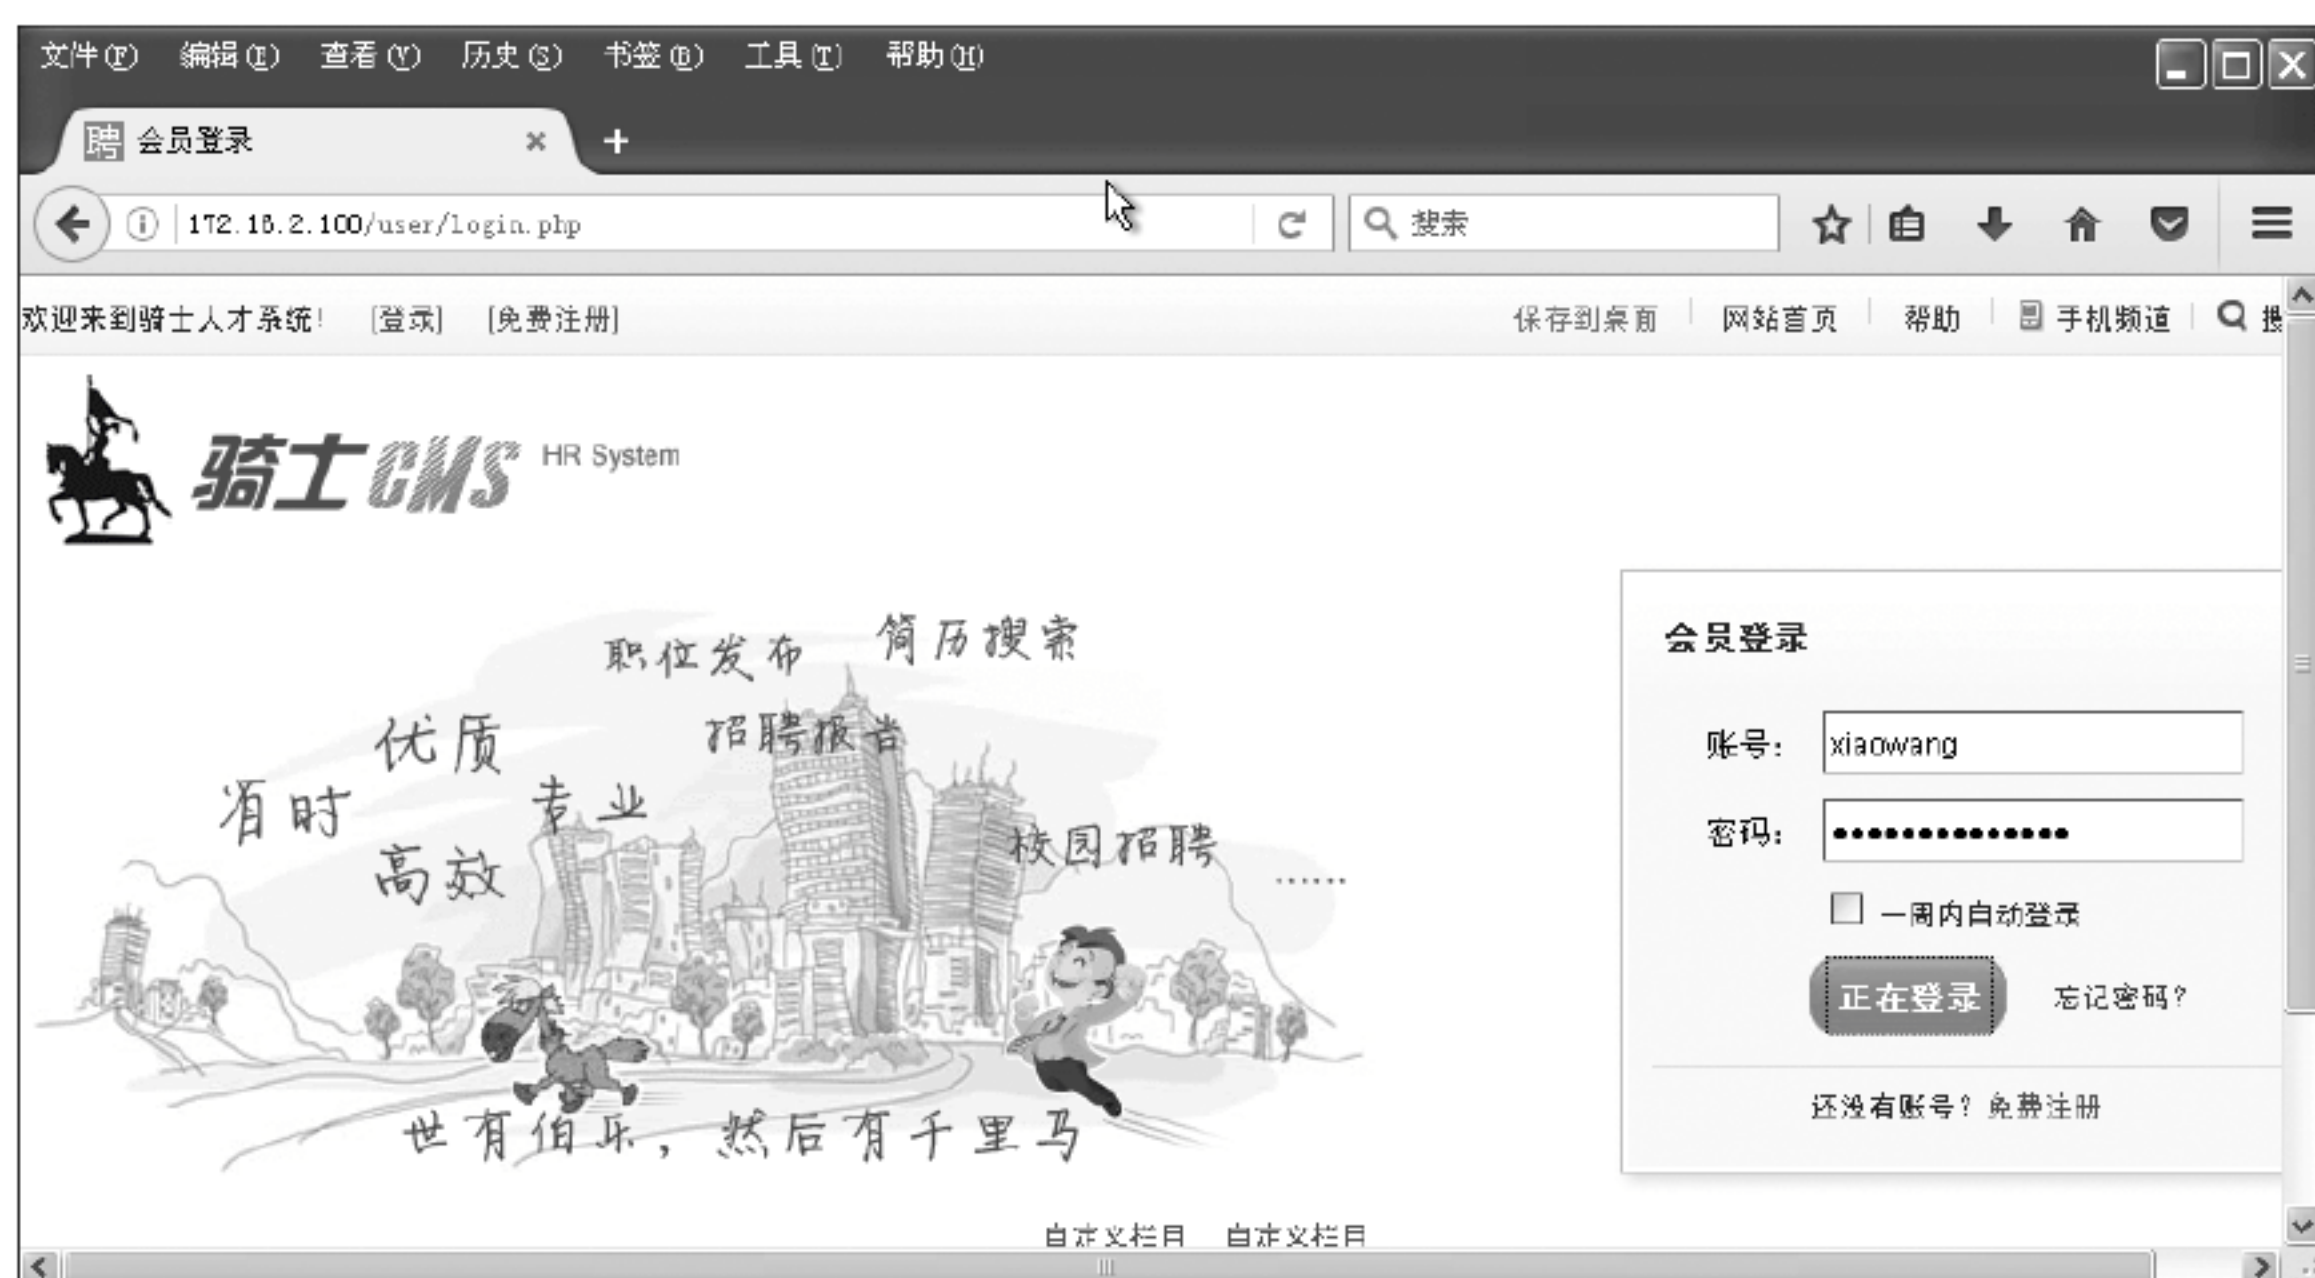 文件(F) 编辑(E) 查看(V) 历史(S) 书签(B) 工具(T) 帮助(H)
聘 会员登录
172.16.2.100/user/login.php 搜索
欢迎来到骑士人才系统! [登录] [免费注册] 保存到桌面 网站首页 帮助 手机频道
骑士CMS HR System
职位发布 简历搜索
会员登录
优质 招聘报告
账号: xiaowang
省时 专业
密码: ••••••••••••••
高效 校园招聘 ……
一周内自动登录
正在登录 忘记密码?
还没有账号? 免费注册
世有伯乐,然后有千里马
自定义栏目 自定义栏目